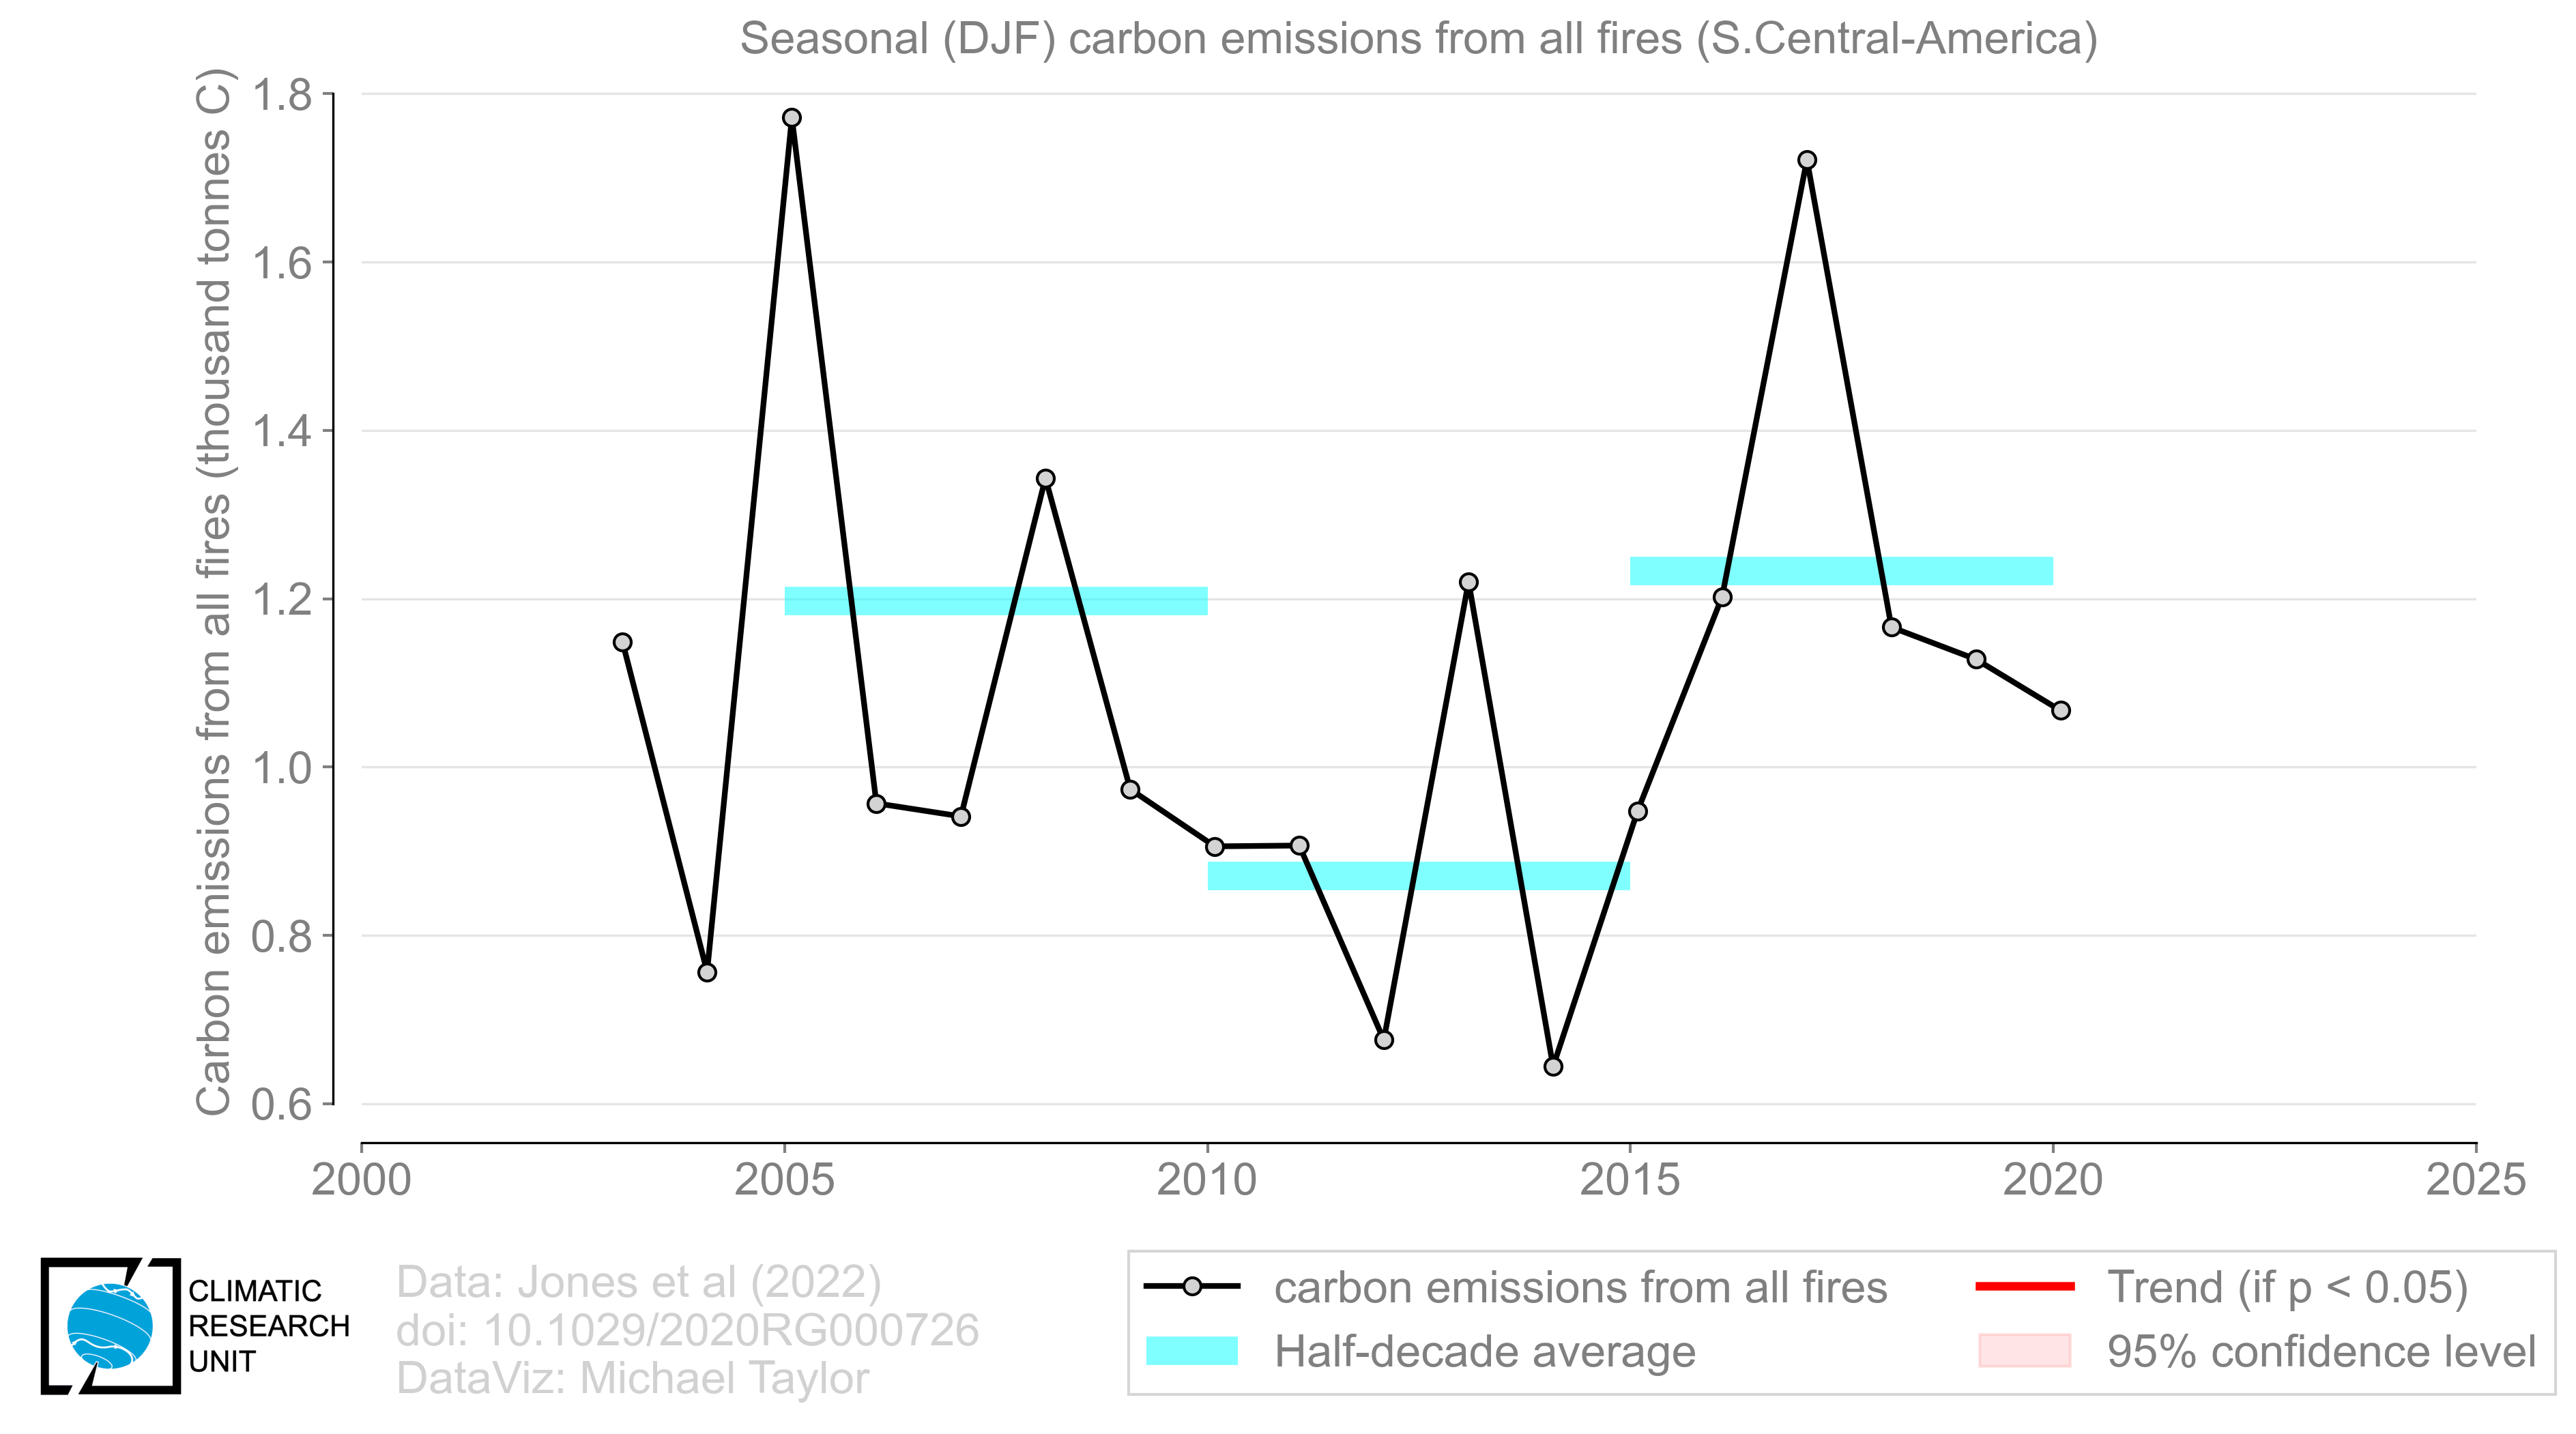 Seasonal (DJF) carbon emissions from all fires (S.Central-America)
Carbon emissions from all fires (thousand tonnes C)
1.8
1.6
1.4
1.2
1.0
0.8
0.6
2000
2005
2010
2015
2020
2025
CLIMATIC
RESEARCH
UNIT
Data: Jones et al (2022)
doi: 10.1029/2020RG000726
DataViz: Michael Taylor
carbon emissions from all fires
Half-decade average
Trend (if p < 0.05)
95% confidence level